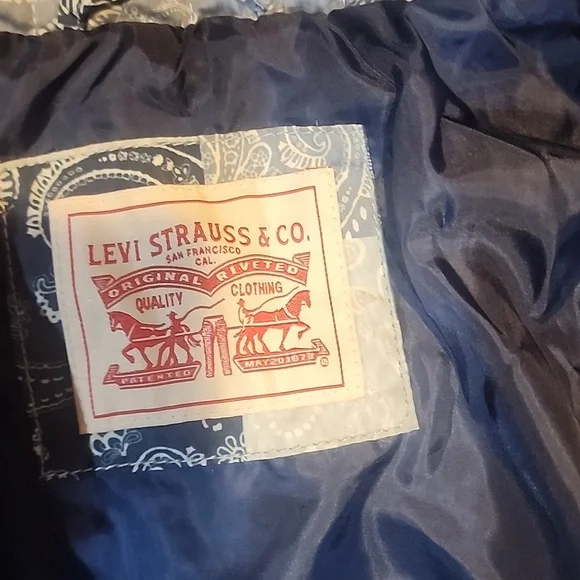 LEVI STRAUSS & CO.
SAN FRANCISCO
CAL.
ORIGINAL RIVETED
QUALITY CLOTHING
PATENTED MAY 20 1873